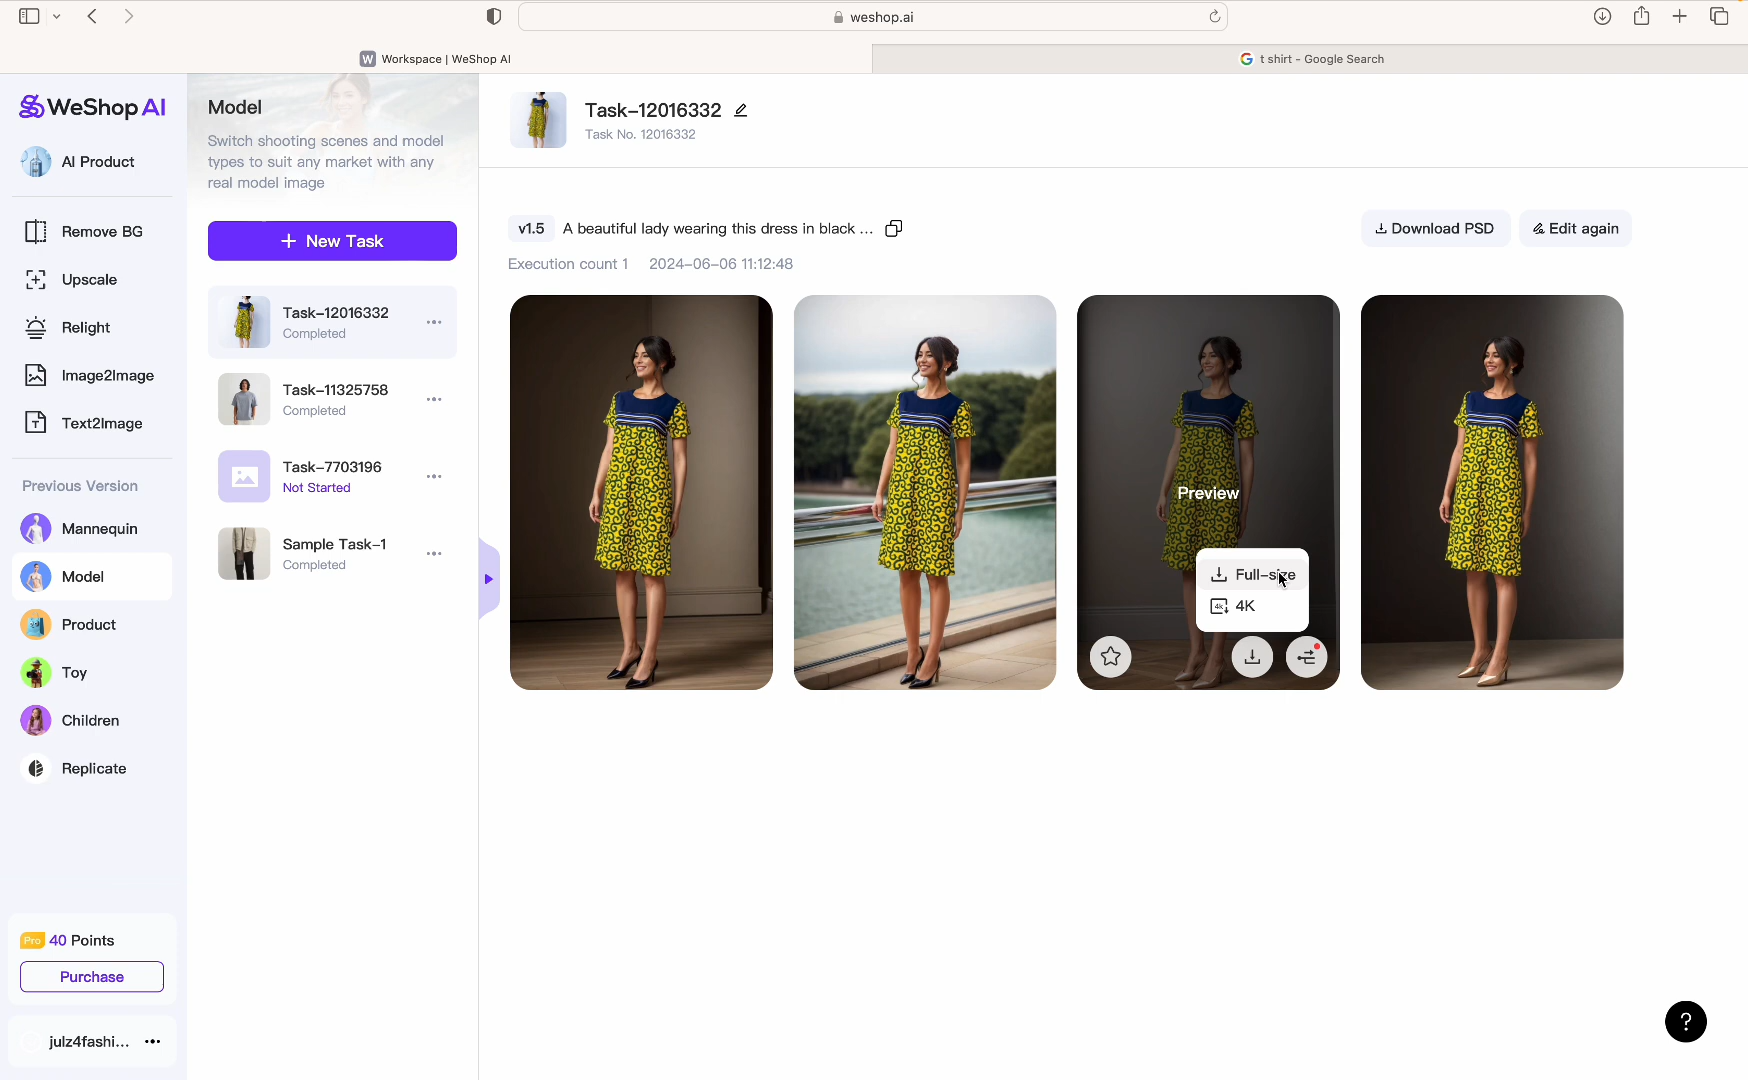 weshop.ai
W Workspace | WeShop AI
t shirt - Google Search
WeShop AI
AI Product
Remove BG
Upscale
Relight
Image2Image
Text2Image
Previous Version
Mannequin
Model
Product
Toy
Children
Replicate
Pro 40 Points
Purchase
julz4fashi...
Model
Switch shooting scenes and model
types to suit any market with any
real model image
+ New Task
Task-12016332
Completed
Task-11325758
Completed
Task-7703196
Not Started
Sample Task-1
Completed
Task-12016332
Task No. 12016332
v1.5 A beautiful lady wearing this dress in black ...
Download PSD
Edit again
Execution count 1 2024-06-06 11:12:48
Preview
Full-size
4K 4K
?